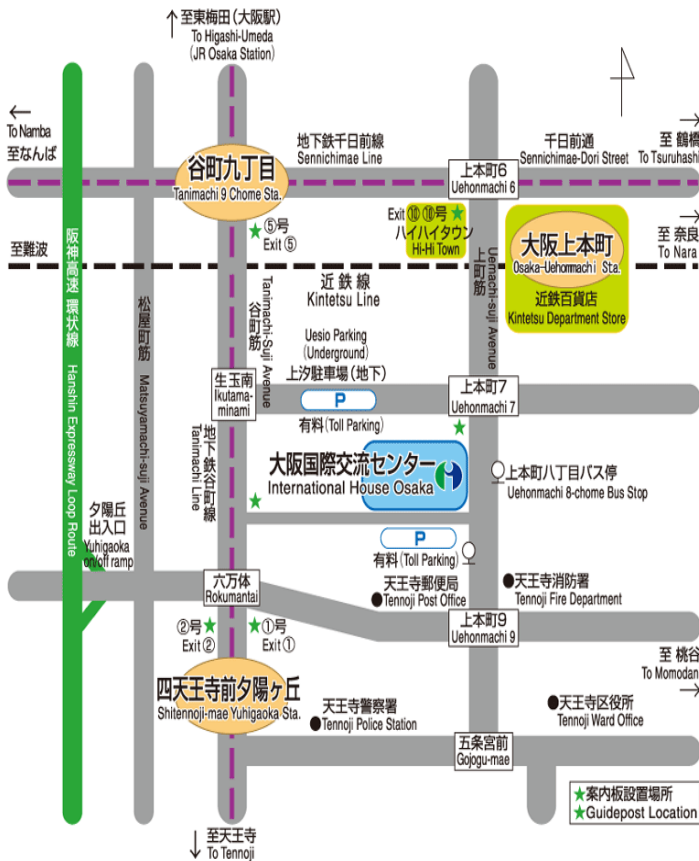 ↑ 至東梅田(大阪駅)
To Higashi-Umeda
(JR Osaka Station)
←
To Namba
至なんば
地下鉄千日前線
Sennichimae Line
千日前通
Sennichimae-Dori Street
→
至 鶴橋
To Tsuruhashi
谷町九丁目
Tanimachi 9 Chome Sta.
上本町6
Uehonmachi 6
★⑤号
Exit ⑤
Exit ⑩ ⑩号 ★
ハイハイタウン
Hi-Hi Town
大阪上本町
Osaka-Uehommachi Sta.
近鉄百貨店
Kintetsu Department Store
→
至 奈良
To Nara
至難波
近 鉄 線
Kintetsu Line
阪神高速 環状線 Hanshin Expressway Loop Route
松屋町筋 Matsuyamachi-suji Avenue
Tanimachi-Suji Avenue
谷町筋
Uemachi-suji Avenue
上町筋
Uesio Parking
(Underground)
上汐駐車場(地下)
P
有料(Toll Parking)
生玉南
Ikutama-
minami
上本町7
Uehonmachi 7
地下鉄谷町線
Tanimachi Line
大阪国際交流センター
International House Osaka
上本町八丁目バス停
Uehonmachi 8-chome Bus Stop
夕陽丘
出入口
Yuhigaoka
on/off ramp
P
有料(Toll Parking)
六万体
Rokumantai
天王寺郵便局
●Tennoji Post Office
●天王寺消防署
Tennoji Fire Department
②号 ★
Exit ②
★①号
Exit ①
上本町9
Uehonmachi 9
至 桃谷
To Momodani
→
四天王寺前夕陽ヶ丘
Shitennoji-mae Yuhigaoka Sta.
天王寺警察署
●Tennoji Police Station
●天王寺区役所
Tennoji Ward Office
五条宮前
Gojogu-mae
★案内板設置場所
★Guidepost Location
↓ 至天王寺
To Tennoji